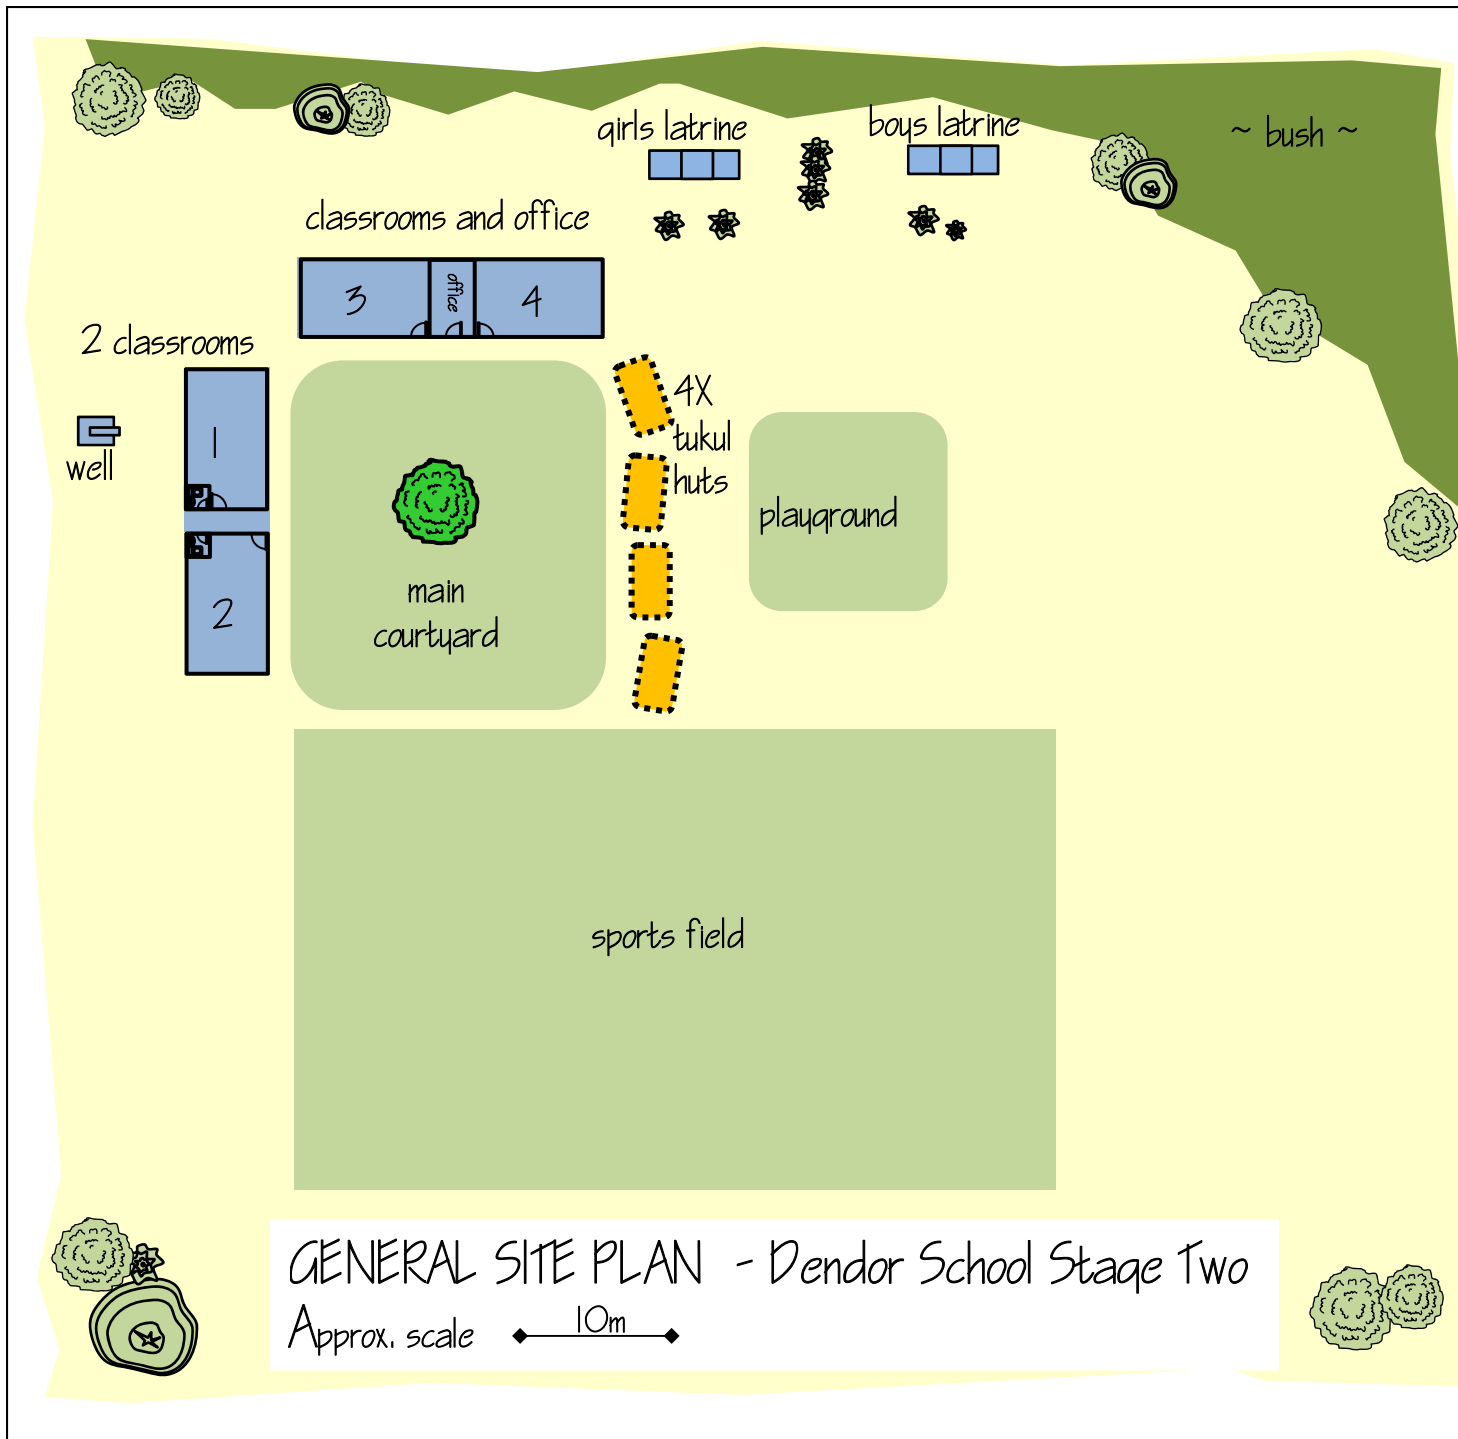 girls latrine
boys latrine
~ bush ~
classrooms and office
3
office
4
2 classrooms
4X
tukul
huts
well
1
playground
main
courtyard
2
sports field
GENERAL SITE PLAN - Dendor School Stage Two
Approx. scale 10m